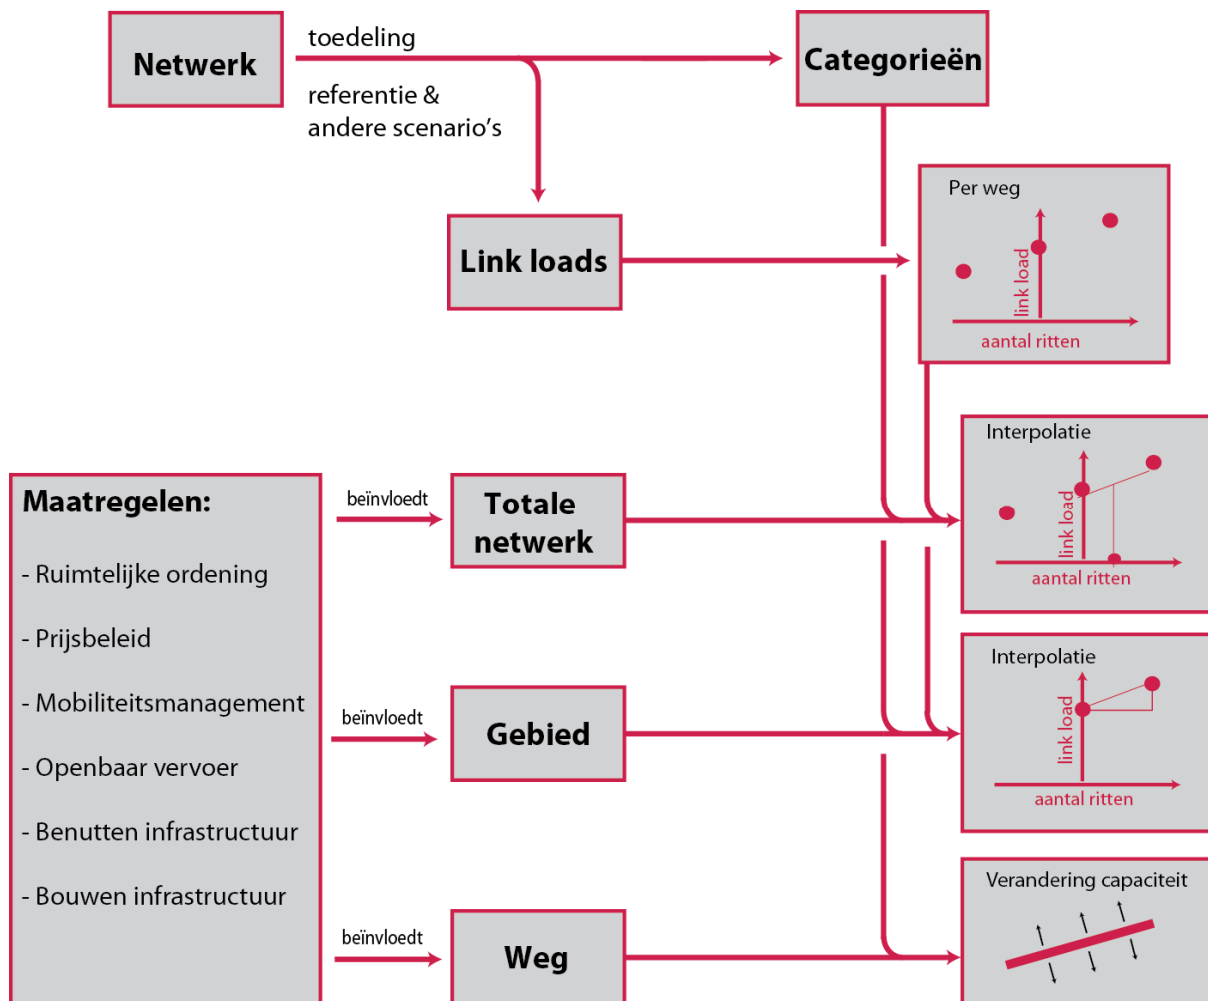 Netwerk
toedeling
referentie &
andere scenario's
Categorieën
Link loads
Per weg
link load
aantal ritten
Interpolatie
link load
aantal ritten
Maatregelen:
- Ruimtelijke ordening
- Prijsbeleid
- Mobiliteitsmanagement
- Openbaar vervoer
- Benutten infrastructuur
- Bouwen infrastructuur
beïnvloedt
Totale
netwerk
beïnvloedt
Gebied
Interpolatie
link load
aantal ritten
beïnvloedt
Weg
Verandering capaciteit